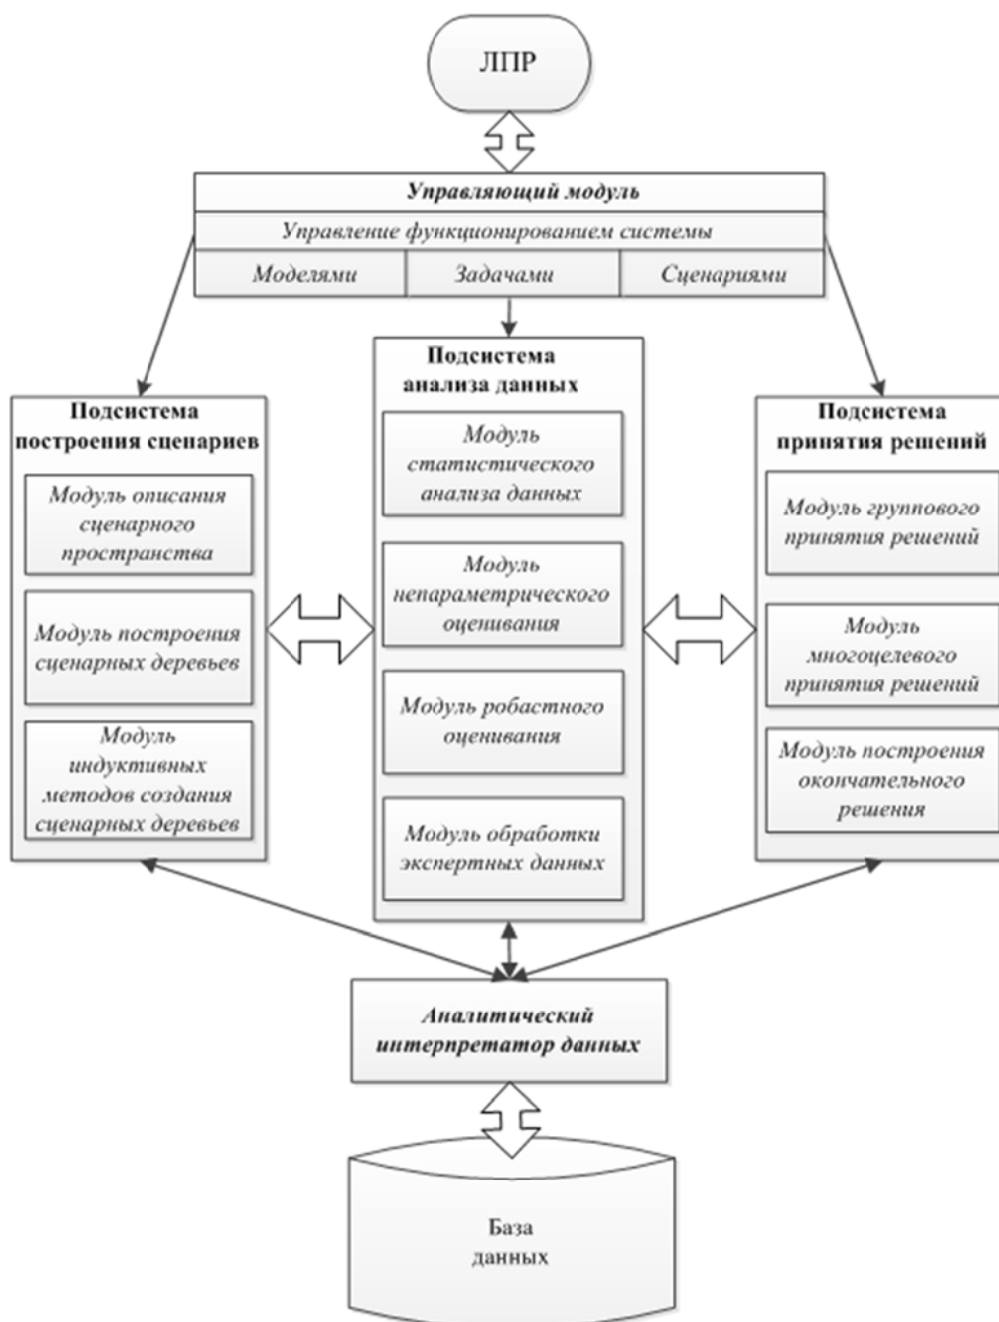 ЛПР
Управляющий модуль
Управление функционированием системы
Моделями
Задачами
Сценариями
Подсистема
построения сценариев
Модуль описания
сценарного
пространства
Модуль построения
сценарных деревьев
Модуль
индуктивных
методов создания
сценарных деревьев
Подсистема
анализа данных
Модуль
статистического
анализа данных
Модуль
непараметрического
оценивания
Модуль робастного
оценивания
Модуль обработки
экспертных данных
Подсистема
принятия решений
Модуль группового
принятия решений
Модуль
многоцелевого
принятия решений
Модуль построения
окончательного
решения
Аналитический
интерпретатор данных
База
данных